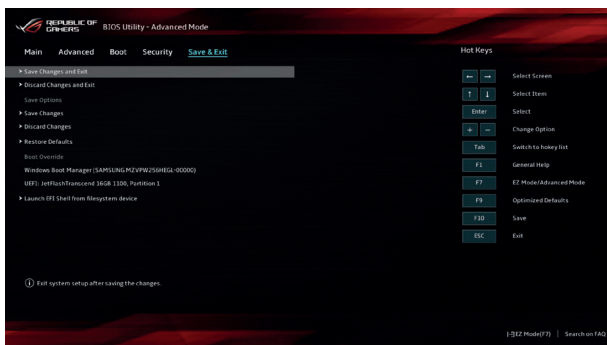 REPUBLIC OF
GAMERS
BIOS Utility - Advanced Mode
Main Advanced Boot Security Save & Exit
Hot Keys
> Save Changes and Exit
> Discard Changes and Exit
Save Options
> Save Changes
> Discard Changes
> Restore Defaults
Boot Override
Windows Boot Manager (SAMSUNG MZVPW256HEGL-00000)
UEFI: JetFlashTranscend 16GB 1100, Partition 1
> Launch EFI Shell from filesystem device
← → Select Screen
↑ ↓ Select Item
Enter Select
+ - Change Option
Tab Switch to hokey list
F1 General Help
F7 EZ Mode/Advanced Mode
F9 Optimized Defaults
F10 Save
ESC Exit
Exit system setup after saving the changes.
EZ Mode(F7) | Search on FAQ